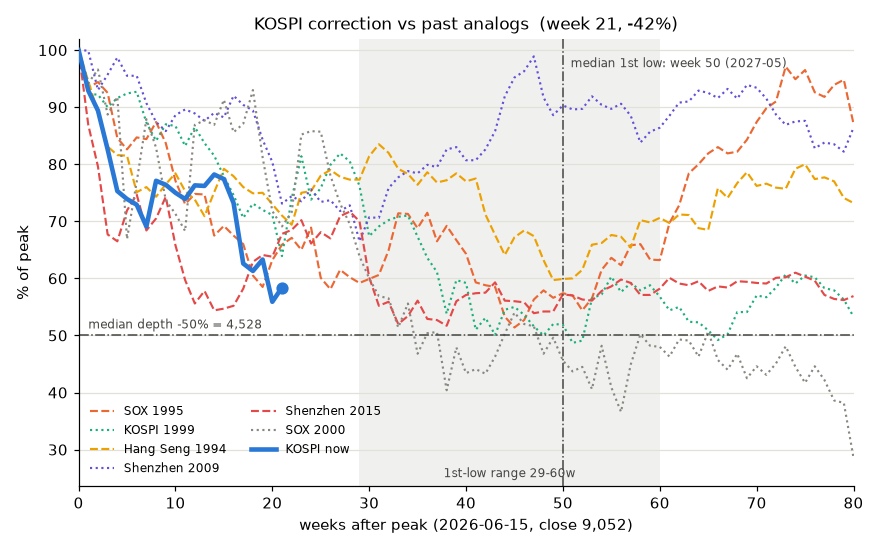 KOSPI correction vs past analogs (week 21, -42%)
100
90
80
70
60
50
40
30
% of peak
median 1st low: week 50 (2027-05)
median depth -50% = 4,528
SOX 1995
KOSPI 1999
Hang Seng 1994
Shenzhen 2009
Shenzhen 2015
SOX 2000
KOSPI now
1st-low range 29-60w
0 10 20 30 40 50 60 70 80
weeks after peak (2026-06-15, close 9,052)